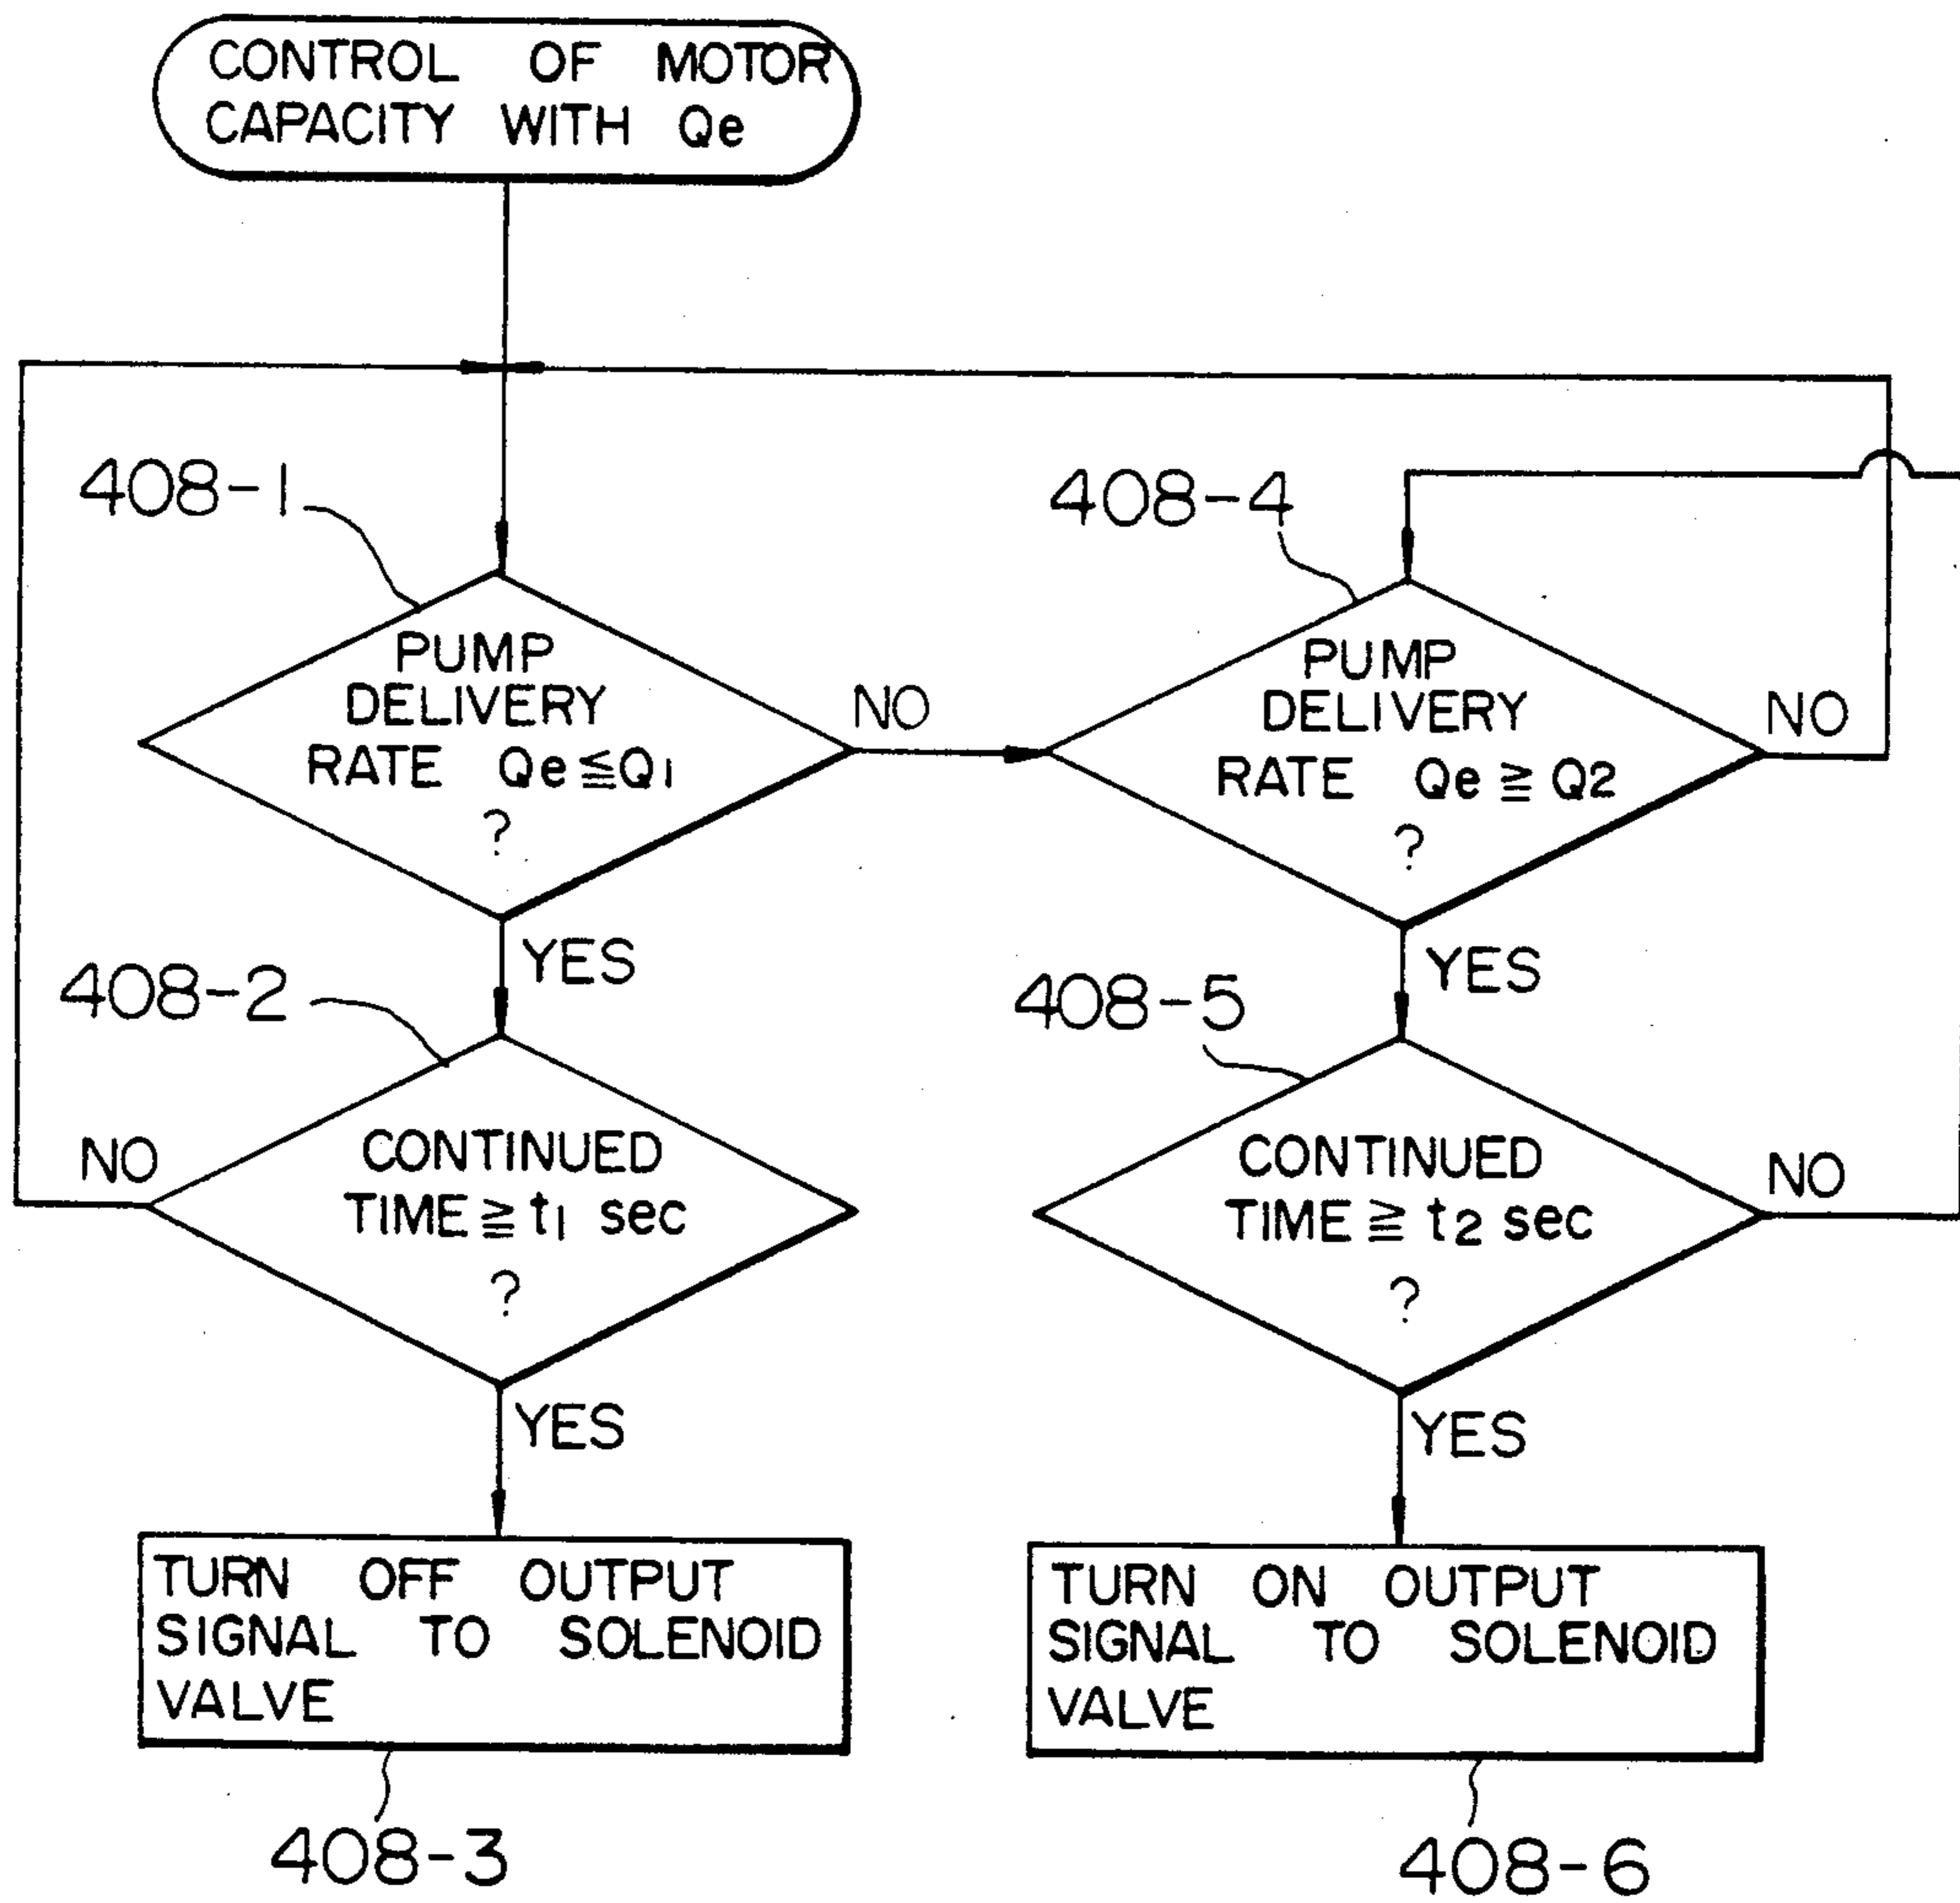 CONTROL OF MOTOR
CAPACITY WITH Qe
408-1
PUMP
DELIVERY
RATE Qe ≦ Q1
?
NO
408-4
PUMP
DELIVERY
RATE Qe ≧ Q2
?
NO
YES
YES
408-2
CONTINUED
TIME ≧ t1 sec
?
NO
408-5
CONTINUED
TIME ≧ t2 sec
?
NO
YES
YES
TURN OFF OUTPUT
SIGNAL TO SOLENOID
VALVE
408-3
TURN ON OUTPUT
SIGNAL TO SOLENOID
VALVE
408-6